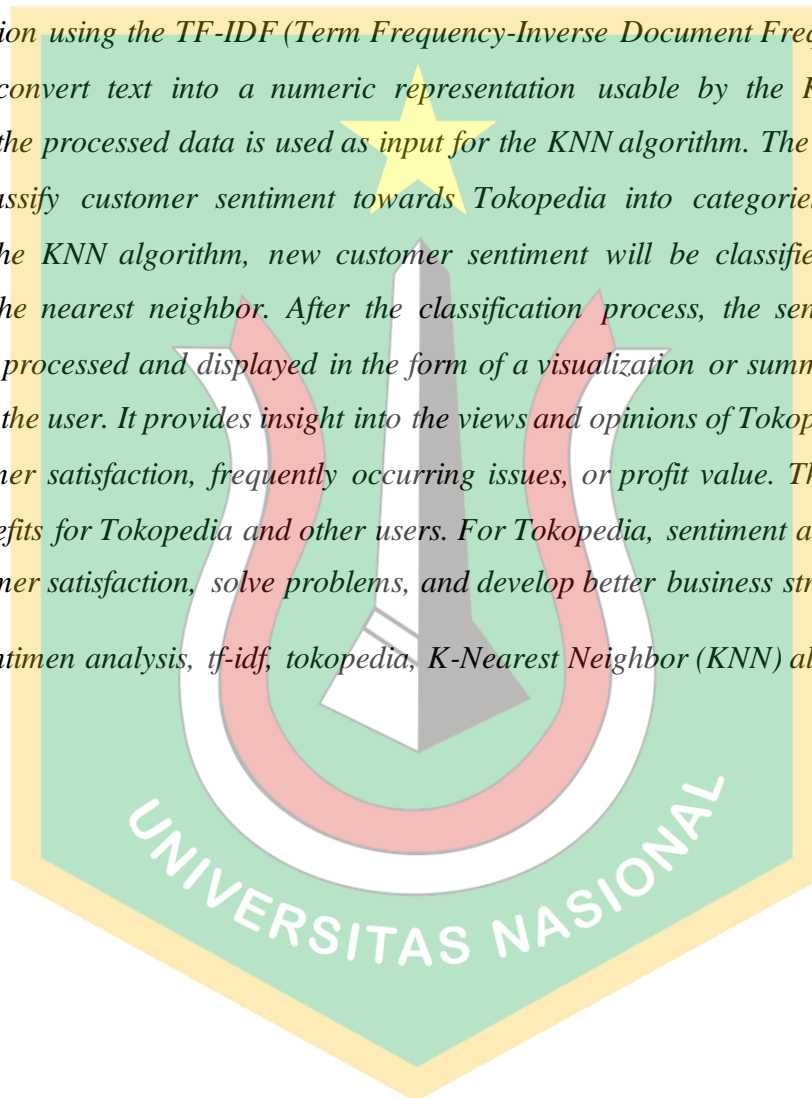 ion using the TF-IDF (Term Frequency-Inverse Document Freq
convert text into a numeric representation usable by the K
the processed data is used as input for the KNN algorithm. The
ssify customer sentiment towards Tokopedia into categorie
he KNN algorithm, new customer sentiment will be classifie
he nearest neighbor. After the classification process, the sen
processed and displayed in the form of a visualization or summ
the user. It provides insight into the views and opinions of Tokop
ner satisfaction, frequently occurring issues, or profit value. Th
efits for Tokopedia and other users. For Tokopedia, sentiment a
ner satisfaction, solve problems, and develop better business str
ntimen analysis, tf-idf, tokopedia, K-Nearest Neighbor (KNN) al
UNIVERSITAS NASIONAL